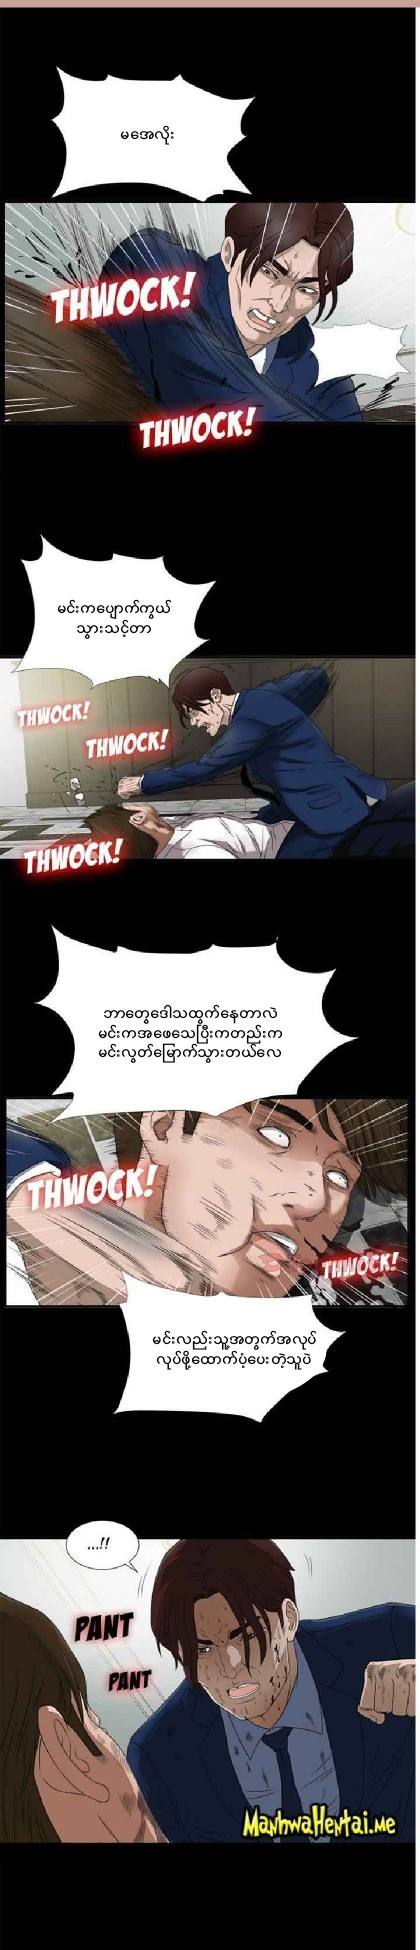 မအေလိုး
THWOCK!
THWOCK!
မင်းကပျောက်ကွယ်
သွားသင့်တာ
THWOCK!
THWOCK!
THWOCK!
ဘာတွေဒေါသထွက်နေတာလဲ
မင်းကအဖေသေပြီးကတည်းက
မင်းလွတ်မြောက်သွားတယ်လေ
THWOCK!
THWOCK!
မင်းလည်းသူ့အတွက်အလုပ်
လုပ်ဖို့ထောက်ပံ့ပေးတဲ့သူပဲ
...!!
PANT
PANT
ManhwaHentai.me